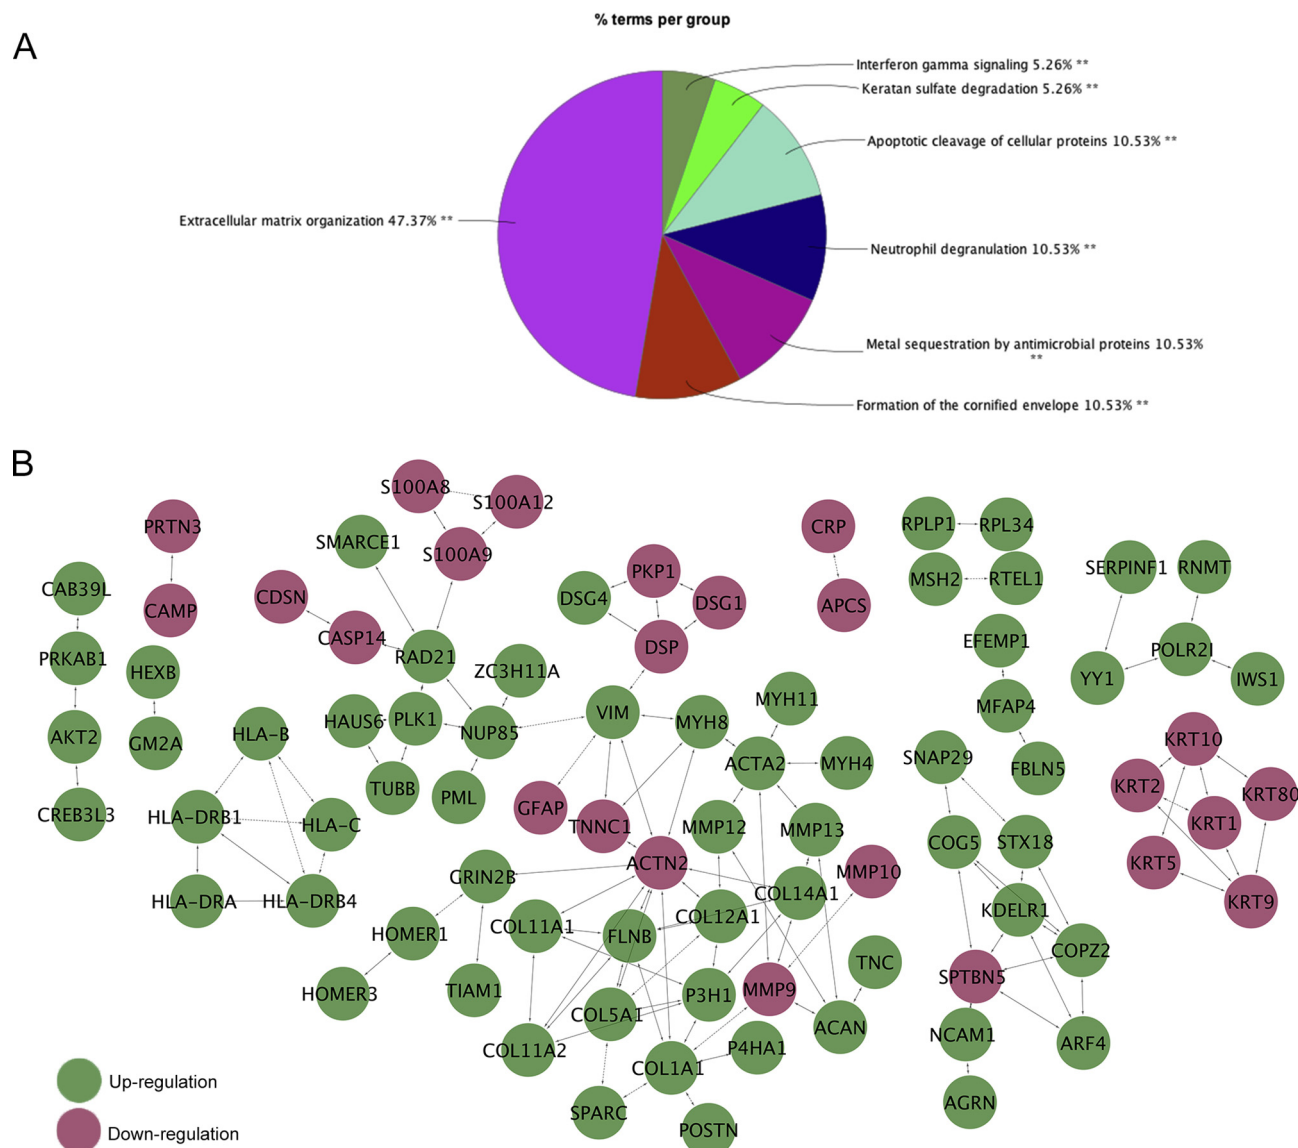 % terms per group
A
Interferon gamma signaling 5.26% **
Keratan sulfate degradation 5.26% **
Apoptotic cleavage of cellular proteins 10.53% **
Extracellular matrix organization 47.37% **
Neutrophil degranulation 10.53% **
Metal sequestration by antimicrobial proteins 10.53%
**
Formation of the cornified envelope 10.53% **
B
S100A8
S100A12
PRTN3
SMARCE1
S100A9
CRP
RPLP1
RPL34
CAB39L
CAMP
CDSN
CASP14
DSG4
PKP1
DSG1
APCS
MSH2
RTEL1
SERPINF1
RNMT
PRKAB1
HEXB
RAD21
ZC3H11A
DSP
EFEMP1
YY1
POLR2I
IWS1
AKT2
GM2A
HLA-B
HAUS6
PLK1
NUP85
VIM
MYH8
MYH11
MFAP4
KRT10
CREB3L3
HLA-DRB1
HLA-C
TUBB
PML
GFAP
TNNC1
ACTA2
MYH4
SNAP29
FBLN5
KRT2
KRT80
KRT1
MMP12
MMP13
COG5
STX18
KRT5
KRT9
HLA-DRA
HLA-DRB4
GRIN2B
ACTN2
COL14A1
MMP10
KDELR1
HOMER1
COL11A1
FLNB
COL12A1
COPZ2
HOMER3
TIAM1
COL5A1
P3H1
MMP9
TNC
SPTBN5
COL11A2
COL1A1
P4HA1
ACAN
NCAM1
ARF4
SPARC
POSTN
AGRN
Up-regulation
Down-regulation